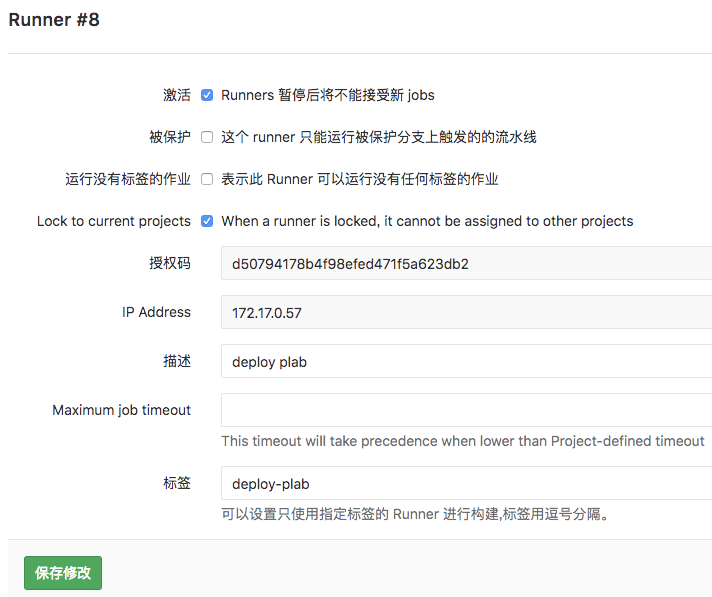 Runner #8
激活 Runners 暂停后将不能接受新 jobs
被保护 这个 runner 只能运行被保护分支上触发的的流水线
运行没有标签的作业 表示此 Runner 可以运行没有任何标签的作业
Lock to current projects When a runner is locked, it cannot be assigned to other projects
授权码 d50794178b4f98efed471f5a623db2
IP Address 172.17.0.57
描述 deploy plab
Maximum job timeout
This timeout will take precedence when lower than Project-defined timeout
标签 deploy-plab
可以设置只使用指定标签的 Runner 进行构建,标签用逗号分隔。
保存修改